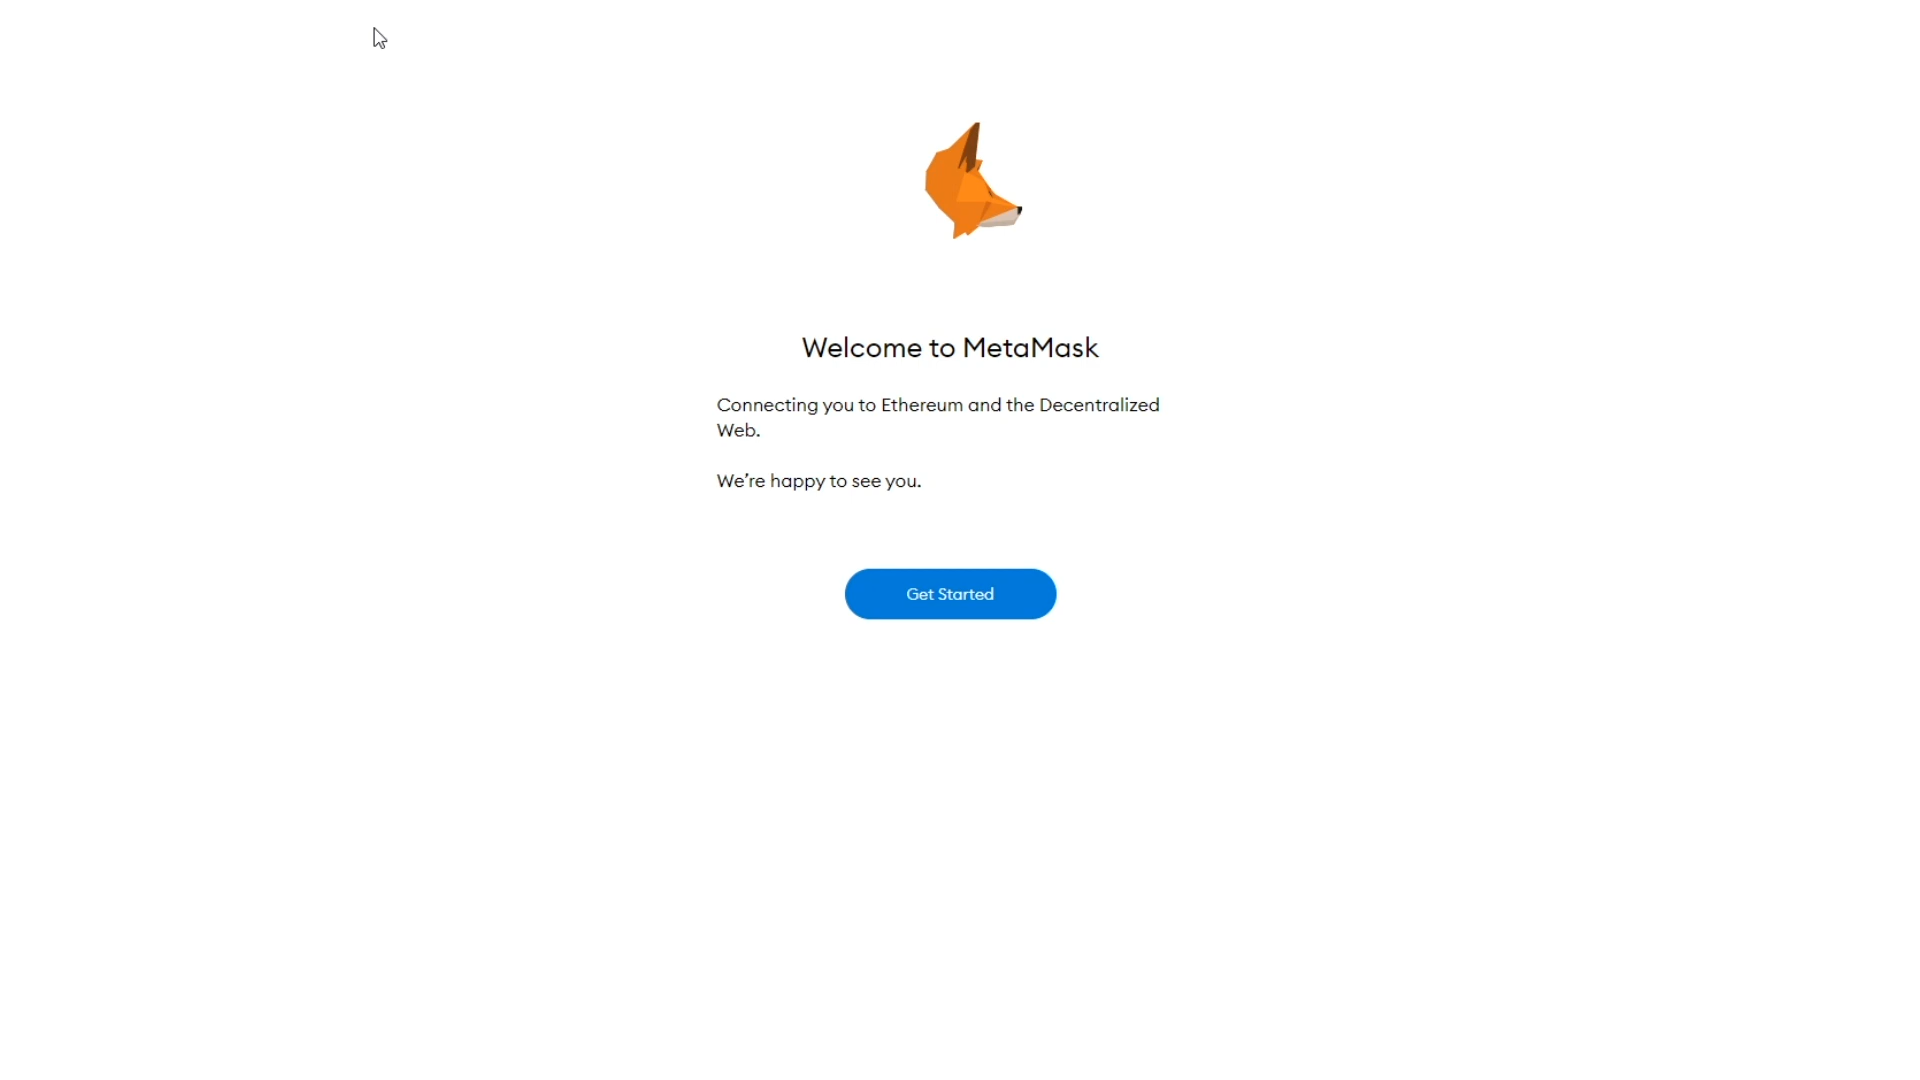 Welcome to MetaMask
Connecting you to Ethereum and the Decentralized
Web.
We’re happy to see you.
Get Started